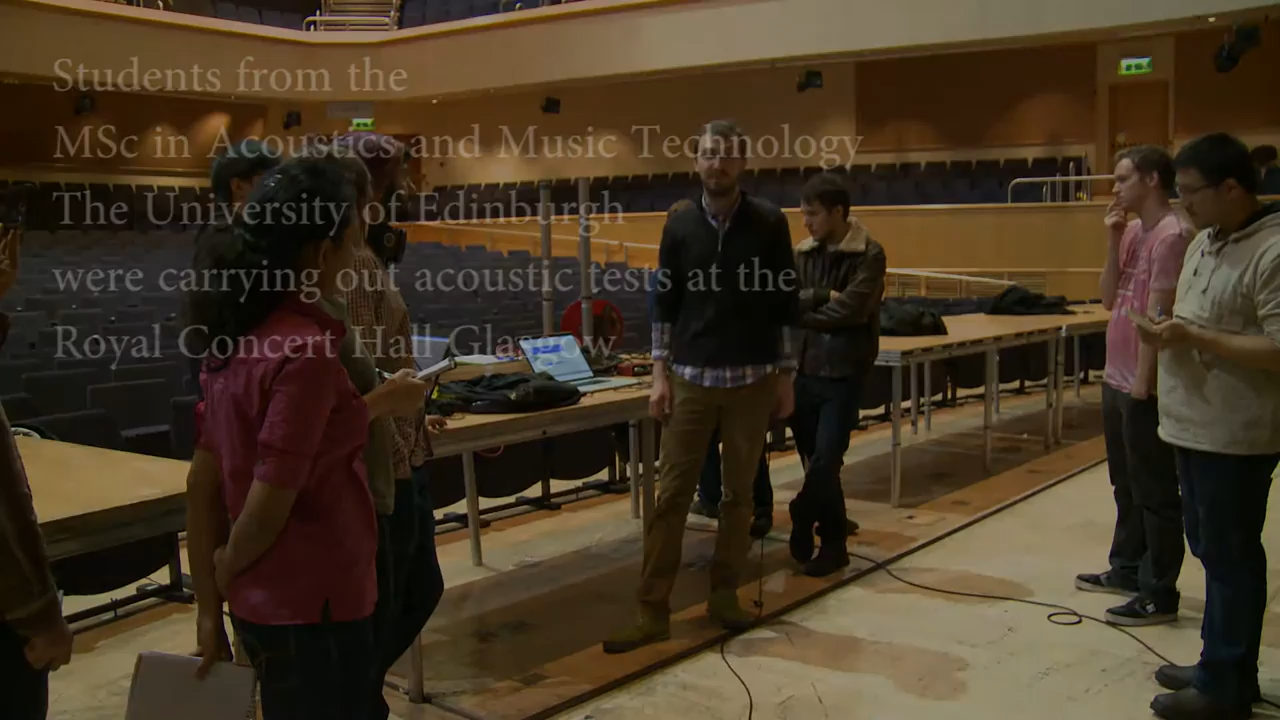 Students from the
MSc in Acoustics and Music Technology
The University of Edinburgh
were carrying out acoustic tests at the
Royal Concert Hall Glasgow